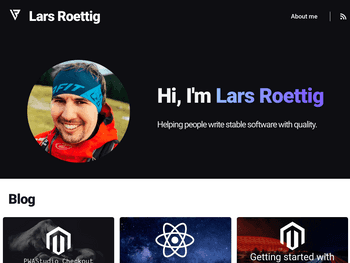 Lars Roettig
About me
Hi, I'm Lars Roettig
Helping people write stable software with quality.
Blog
PWAStudio Checkout
Getting started with